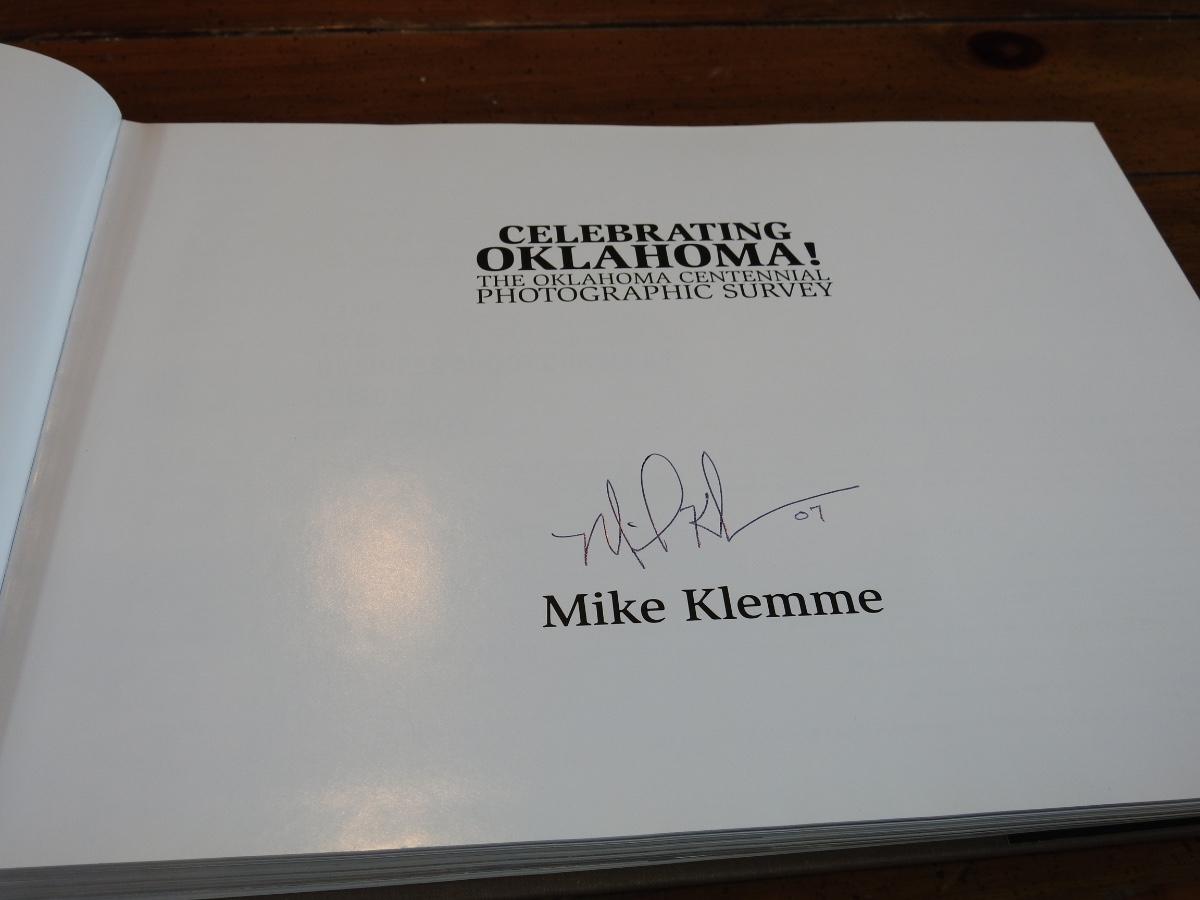 CELEBRATING
OKLAHOMA!
THE OKLAHOMA CENTENNIAL
PHOTOGRAPHIC SURVEY
07
Mike Klemme